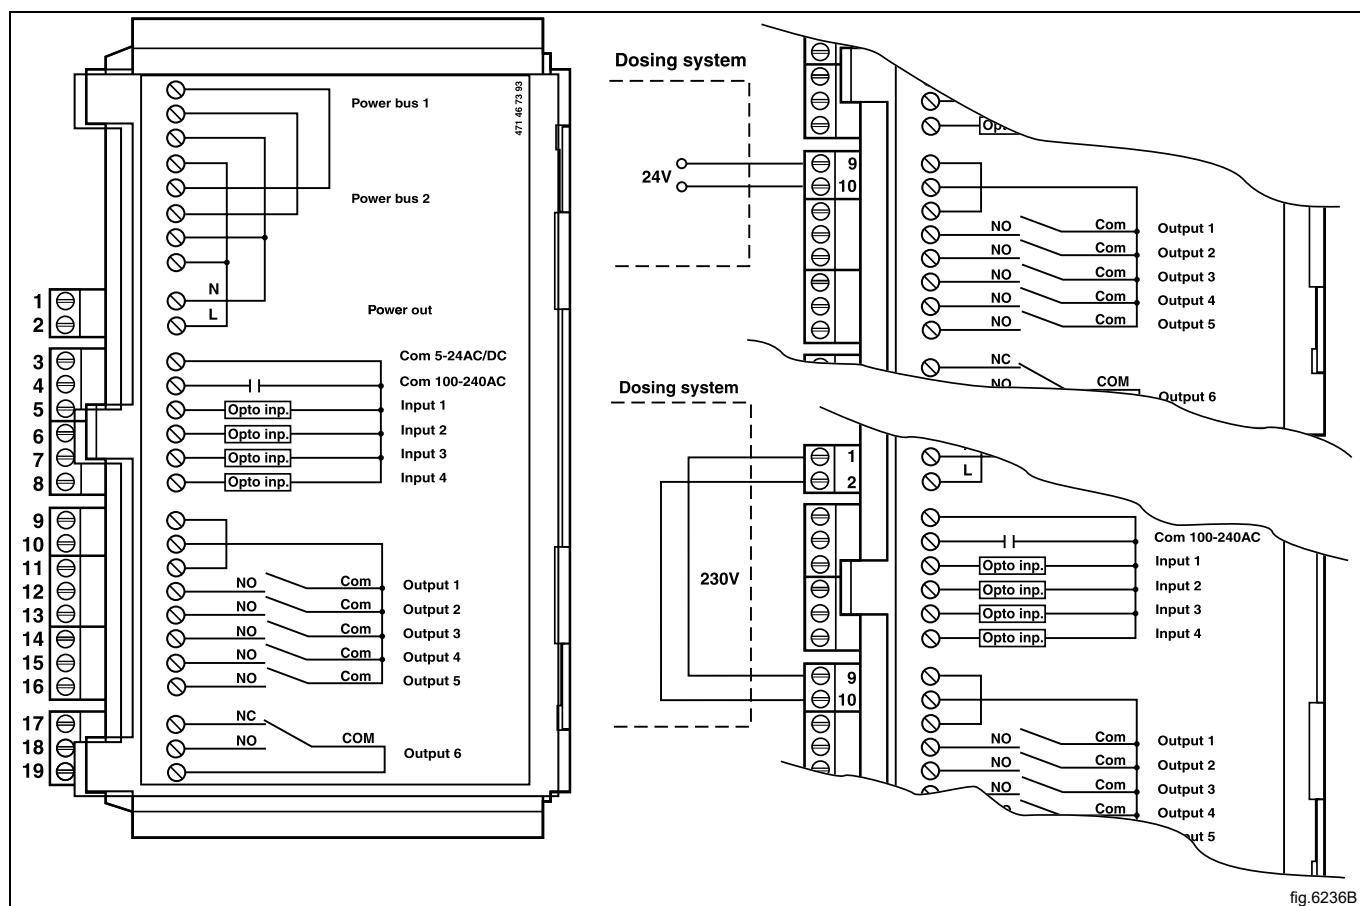 471 46 73 93
Power bus 1
Power bus 2
N
L
Power out
1
2
3
4
5
6
7
8
9
10
11
12
13
14
15
16
17
18
19
Com 5-24AC/DC
Com 100-240AC
Opto inp. Input 1
Opto inp. Input 2
Opto inp. Input 3
Opto inp. Input 4
NO Com Output 1
NO Com Output 2
NO Com Output 3
NO Com Output 4
NO Com Output 5
NC
NO COM Output 6
Dosing system
24V
9
10
NO Com Output 1
NO Com Output 2
NO Com Output 3
NO Com Output 4
NO Com Output 5
NC
NO COM Output 6
Dosing system
230V
1
2
9
10
L
Com 100-240AC
Opto inp. Input 1
Opto inp. Input 2
Opto inp. Input 3
Opto inp. Input 4
NO Com Output 1
NO Com Output 2
NO Com Output 3
Com Output 4
fig.6236B